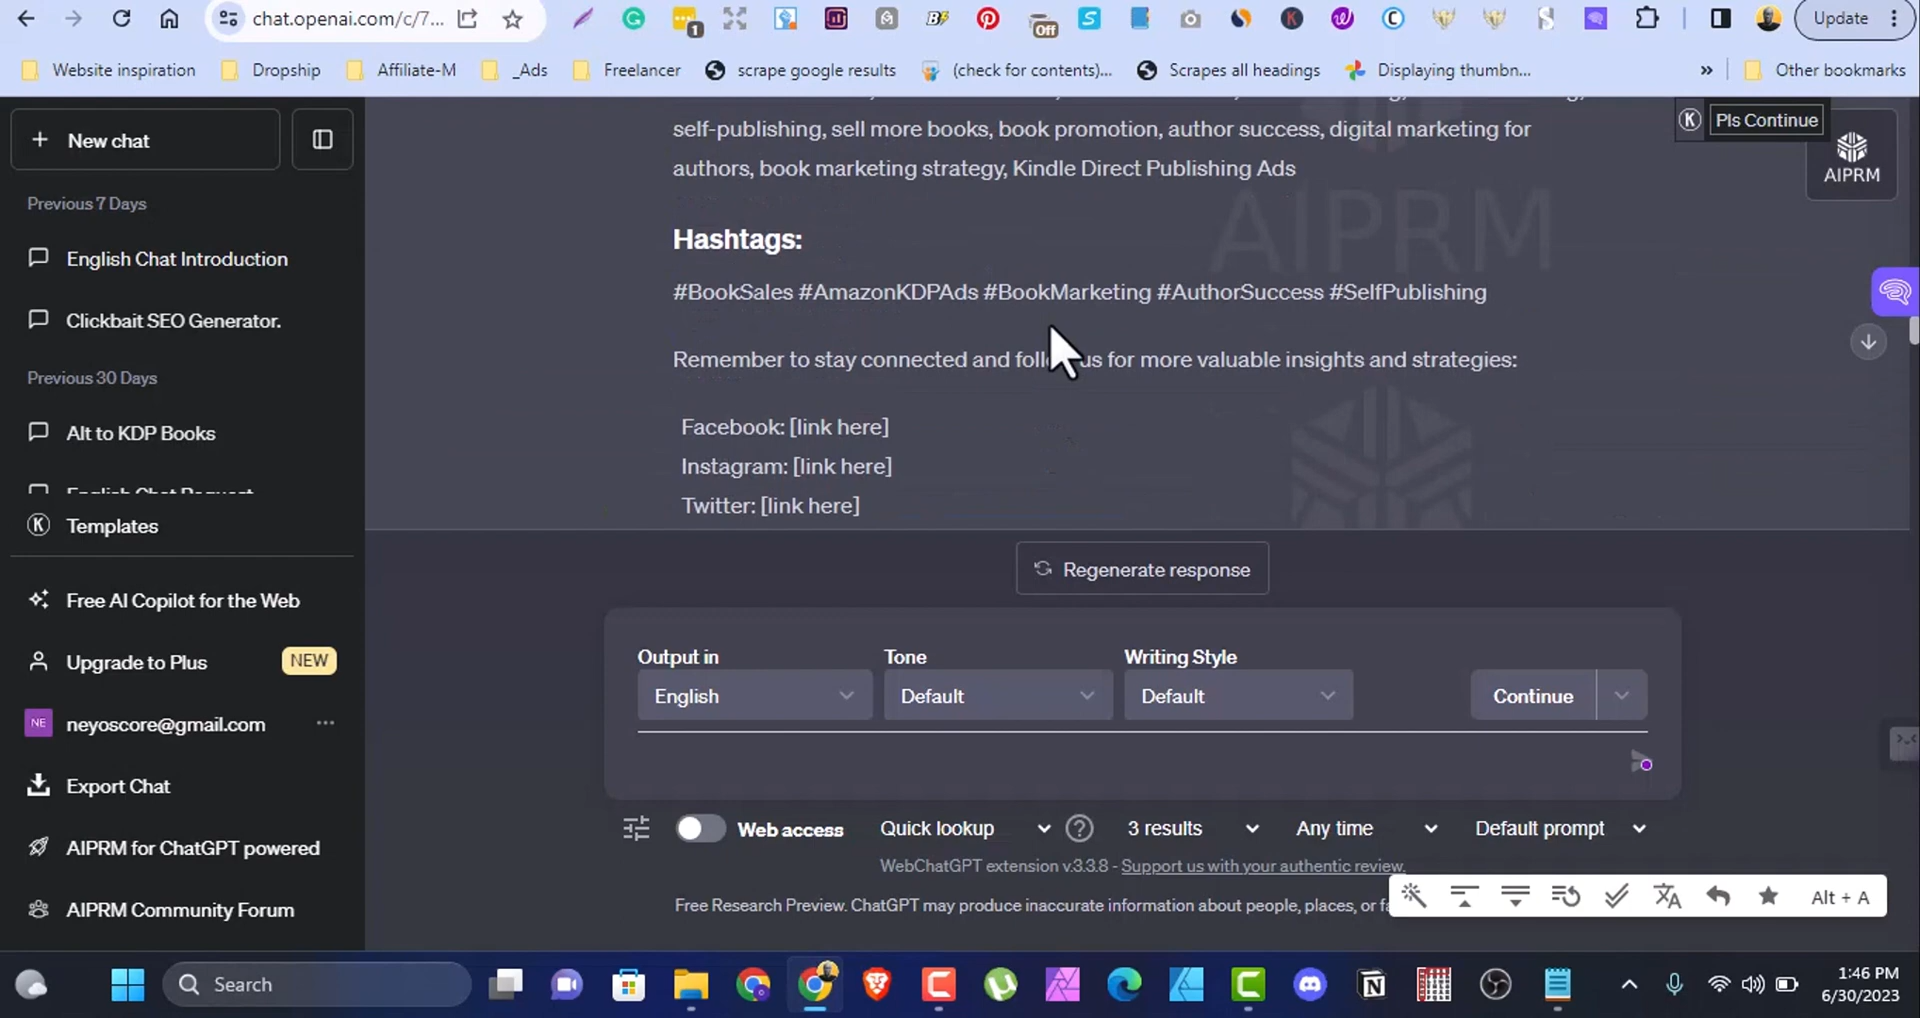 chat.openai.com/c/7...
1
Off
Update
Website inspiration
Dropship
Affiliate-M
_Ads
Freelancer
scrape google results
(check for contents)...
Scrapes all headings
Displaying thumbn...
»
Other bookmarks
New chat
Previous 7 Days
English Chat Introduction
Clickbait SEO Generator.
Previous 30 Days
Alt to KDP Books
English Chat Request
Templates
Free AI Copilot for the Web
Upgrade to Plus
NEW
NE
neyoscore@gmail.com
Export Chat
AIPRM for ChatGPT powered
AIPRM Community Forum
self-publishing, sell more books, book promotion, author success, digital marketing for
authors, book marketing strategy, Kindle Direct Publishing Ads
Pls Continue
AIPRM
AIPRM
Hashtags:
#BookSales #AmazonKDPAds #BookMarketing #AuthorSuccess #SelfPublishing
Remember to stay connected and follow us for more valuable insights and strategies:
Facebook: [link here]
Instagram: [link here]
Twitter: [link here]
Regenerate response
Output in
Tone
Writing Style
English
Default
Default
Continue
Web access
Quick lookup
3 results
Any time
Default prompt
WebChatGPT extension v.3.3.8 - Support us with your authentic review.
Free Research Preview. ChatGPT may produce inaccurate information about people, places, or
Alt + A
Search
1:46 PM
6/30/2023